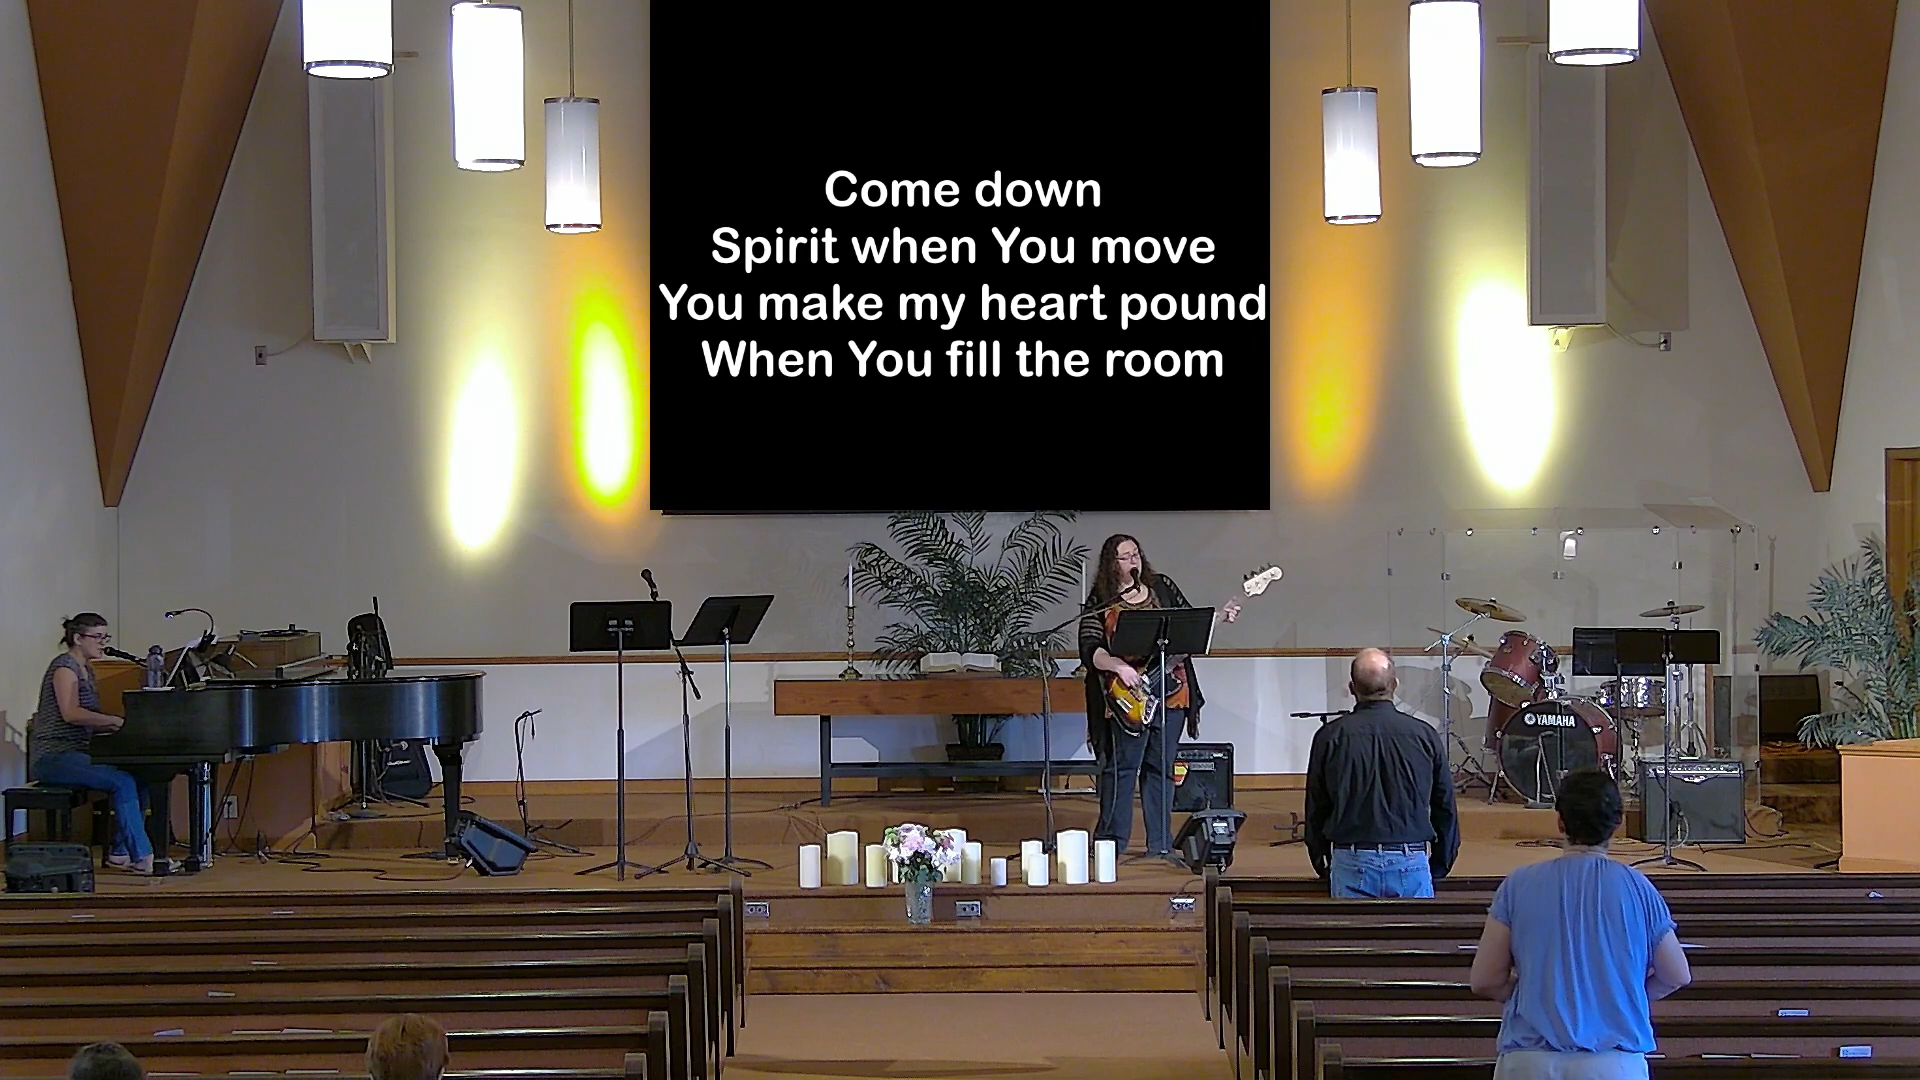 Come down
Spirit when You move
You make my heart pound
When You fill the room
YAMAHA